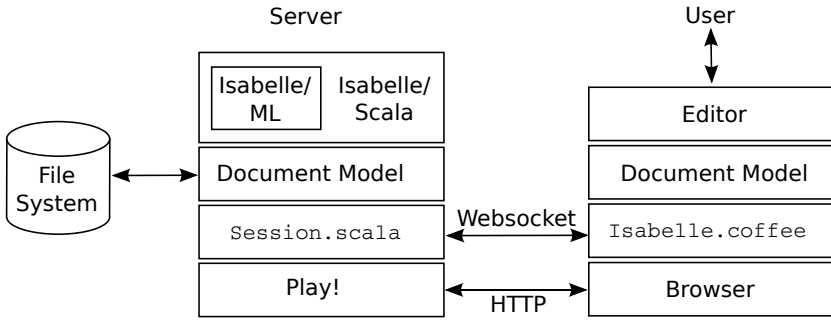 Server
User
Isabelle/
ML
Isabelle/
Scala
Editor
File
System
Document Model
Document Model
Session.scala
Websocket
Isabelle.coffee
Play!
HTTP
Browser